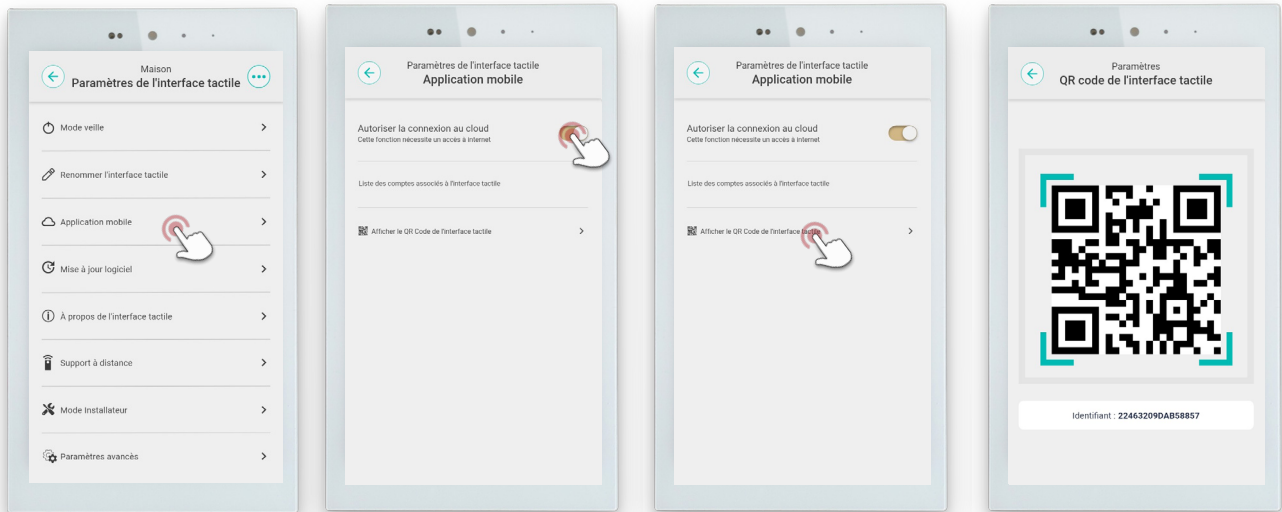 Maison
Paramètres de l'interface tactile
Mode veille
Renommer l'interface tactile
Application mobile
Mise à jour logiciel
À propos de l'interface tactile
Support à distance
Mode Installateur
Paramètres avancès
Paramètres de l'interface tactile
Application mobile
Autoriser la connexion au cloud
Cette fonction nécessite un accès à internet
Liste des comptes associés à l'interface tactile
Afficher le QR Code de l'interface tactile
Paramètres de l'interface tactile
Application mobile
Autoriser la connexion au cloud
Cette fonction nécessite un accès à internet
Liste des comptes associés à l'interface tactile
Afficher le QR Code de l'interface tactile
Paramètres
QR code de l'interface tactile
Identifiant : 22463209DAB58857